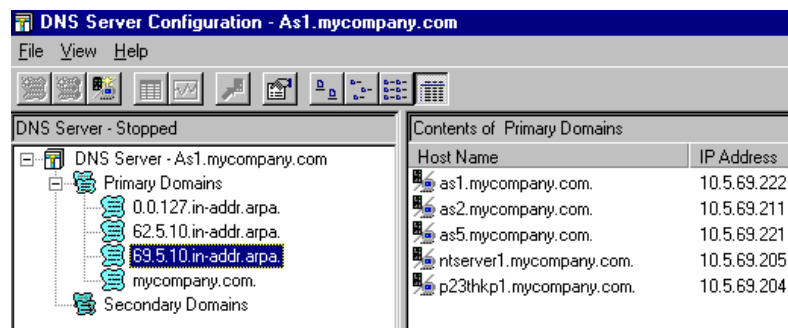 DNS Server Configuration - As1.mycompany.com
File View Help
DNS Server - Stopped
DNS Server - As1.mycompany.com
Primary Domains
0.0.127.in-addr.arpa.
62.5.10.in-addr.arpa.
69.5.10.in-addr.arpa.
mycompany.com.
Secondary Domains
Contents of Primary Domains
Host Name IP Address
as1.mycompany.com. 10.5.69.222
as2.mycompany.com. 10.5.69.211
as5.mycompany.com. 10.5.69.221
ntserver1.mycompany.com. 10.5.69.205
p23thkp1.mycompany.com. 10.5.69.204